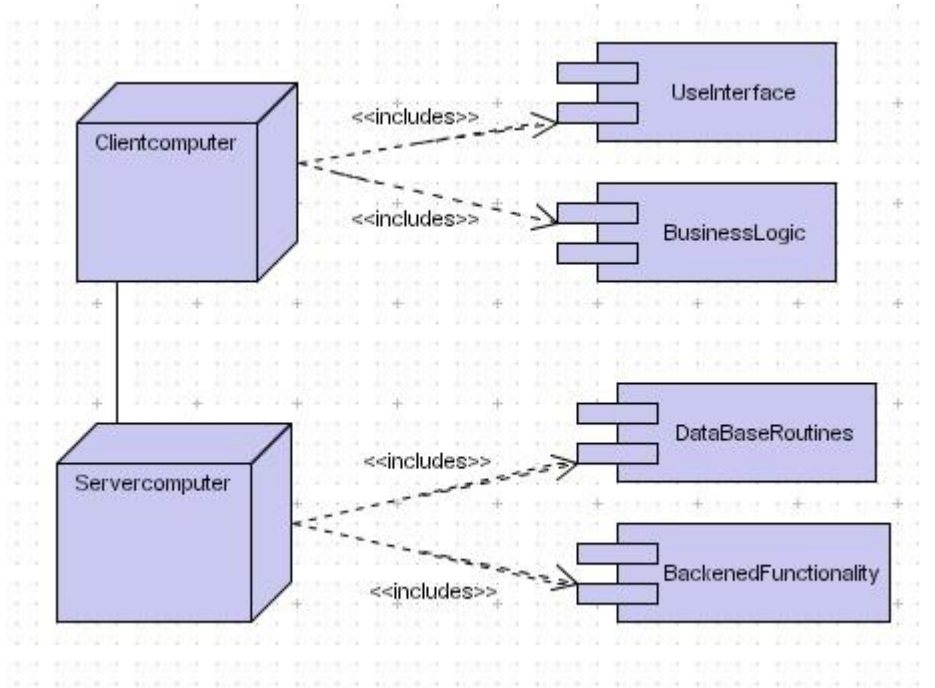 UseInterface
<<includes>>
Clientcomputer
<<includes>>
BusinessLogic
DataBaseRoutines
<<includes>>
Servercomputer
BackenedFunctionality
<<includes>>